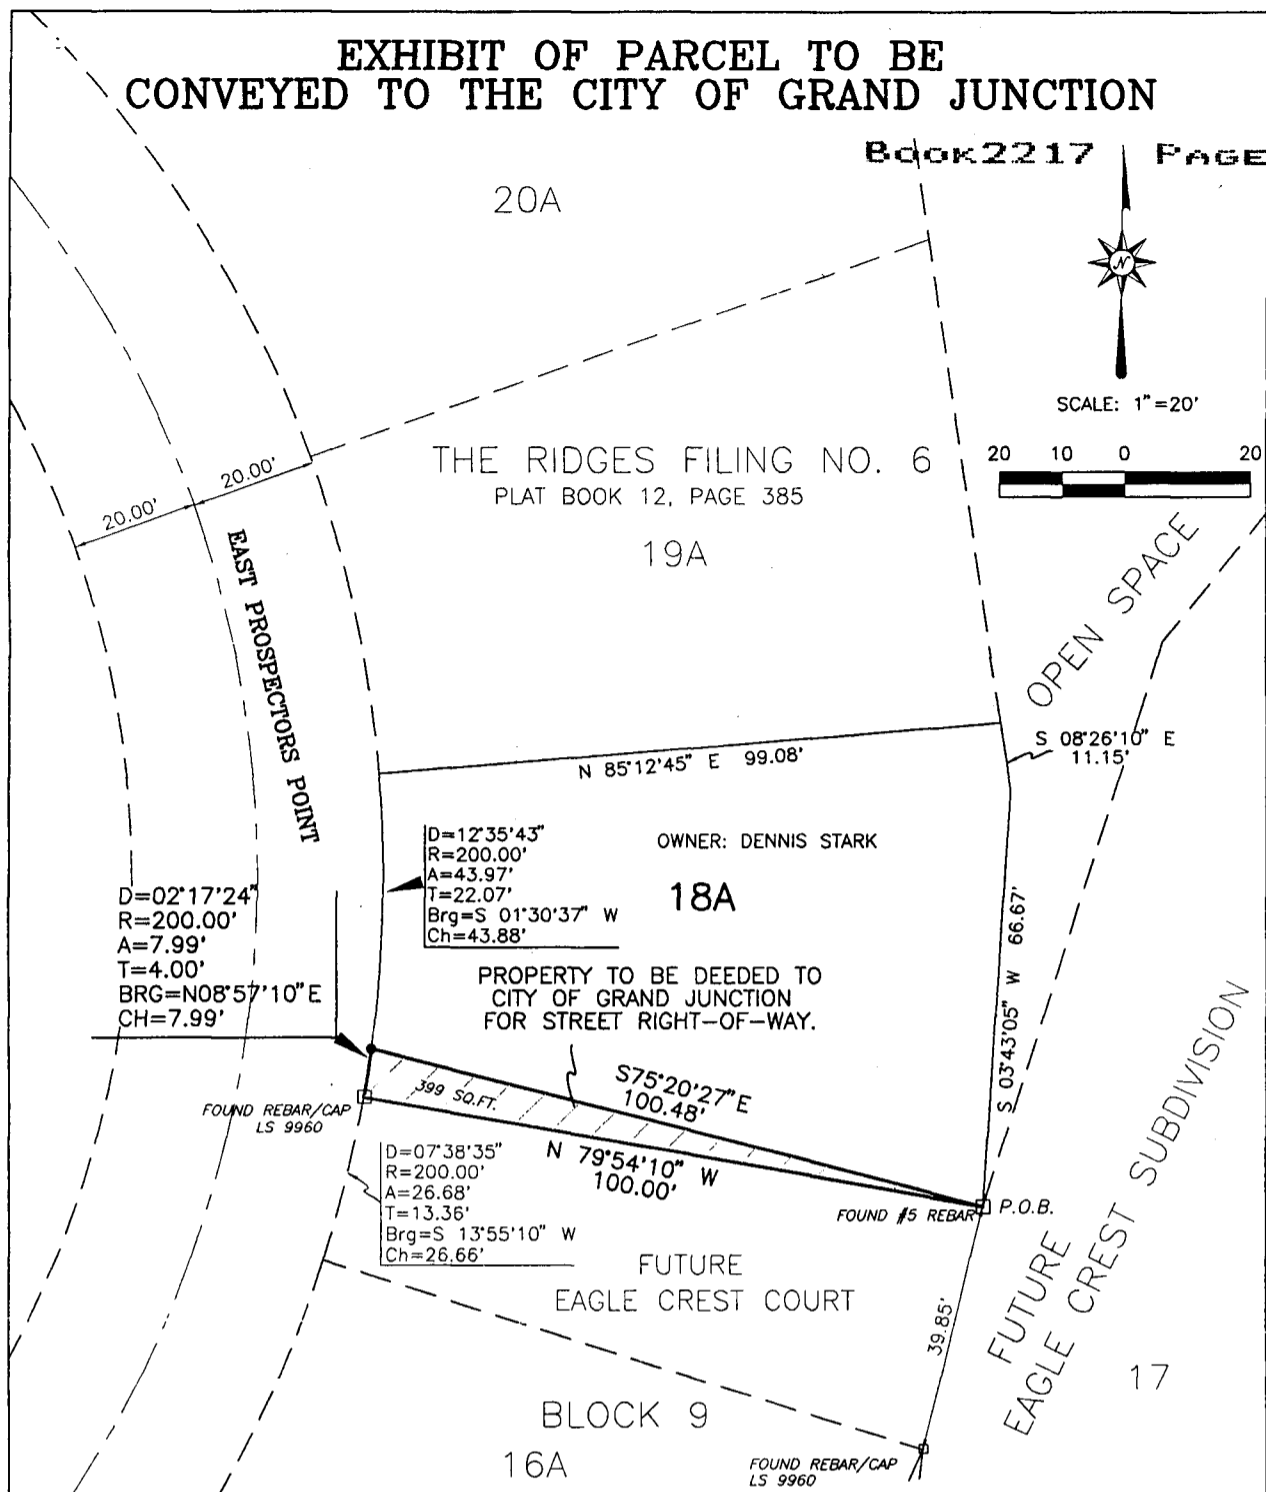 EXHIBIT OF PARCEL TO BE
CONVEYED TO THE CITY OF GRAND JUNCTION
Book2217 PAGE
20A
SCALE: 1"=20'
20 10 0 20
THE RIDGES FILING NO. 6
PLAT BOOK 12, PAGE 385
19A
20.00'
20.00'
EAST PROSPECTORS POINT
OPEN SPACE
S 08°26'10" E
11.15'
N 85°12'45" E 99.08'
D=12°35'43"
R=200.00'
A=43.97'
T=22.07'
Brg=S 01°30'37" W
Ch=43.88'
OWNER: DENNIS STARK
18A
D=02°17'24"
R=200.00'
A=7.99'
T=4.00'
BRG=N08°57'10"E
CH=7.99'
S 03°43'05" W 66.67'
PROPERTY TO BE DEEDED TO
CITY OF GRAND JUNCTION
FOR STREET RIGHT-OF-WAY.
S75°20'27"E
100.48'
399 SQ.FT.
FOUND REBAR/CAP
LS 9960
N 79°54'10" W
100.00'
D=07°38'35"
R=200.00'
A=26.68'
T=13.36'
Brg=S 13°55'10" W
Ch=26.66'
FOUND #5 REBAR
P.O.B.
FUTURE
EAGLE CREST COURT
39.85'
FUTURE
EAGLE CREST SUBDIVISION
17
BLOCK 9
16A
FOUND REBAR/CAP
LS 9960
N